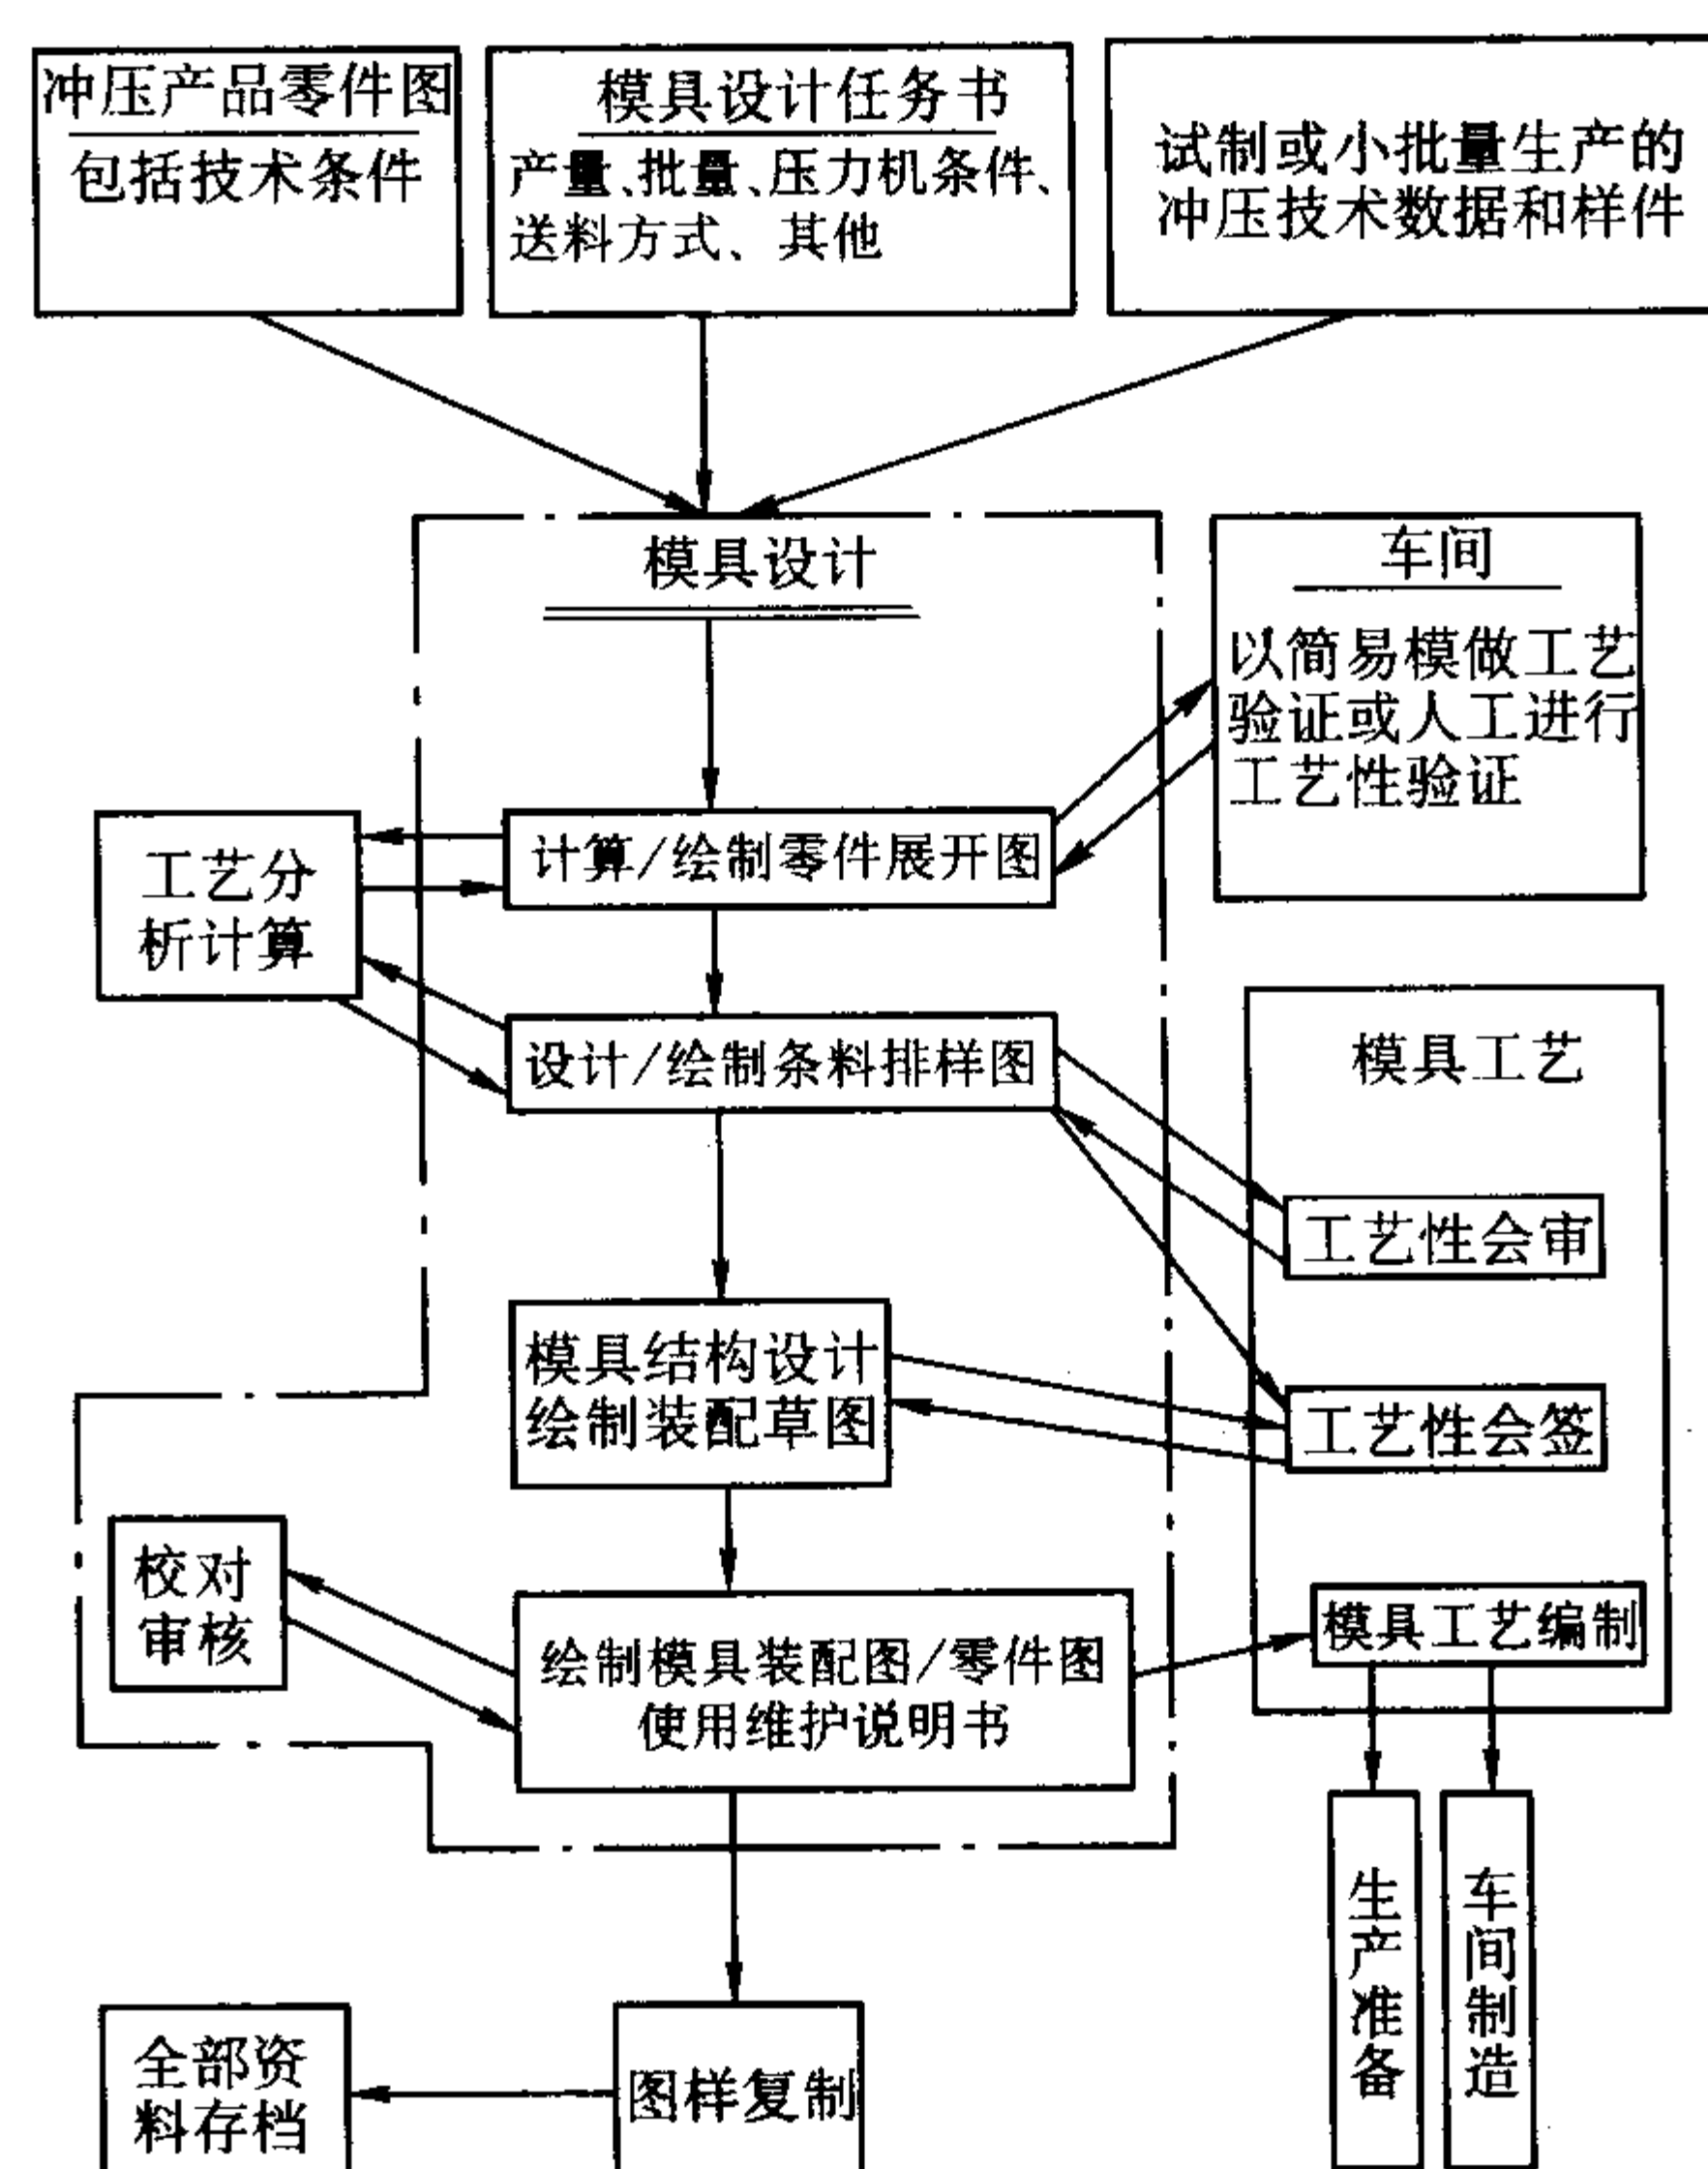 冲压产品零件图
包括技术条件
模具设计任务书
产量、批量、压力机条件、
送料方式、其他
试制或小批量生产的
冲压技术数据和样件
模具设计
车间
以简易模做工艺
验证或人工进行
工艺性验证
计算/绘制零件展开图
工艺分
析计算
设计/绘制条料排样图
模具工艺
工艺性会审
模具结构设计
绘制装配草图
工艺性会签
校对
审核
绘制模具装配图/零件图
使用维护说明书
模具工艺编制
生产准备
车间制造
全部资
料存档
图样复制